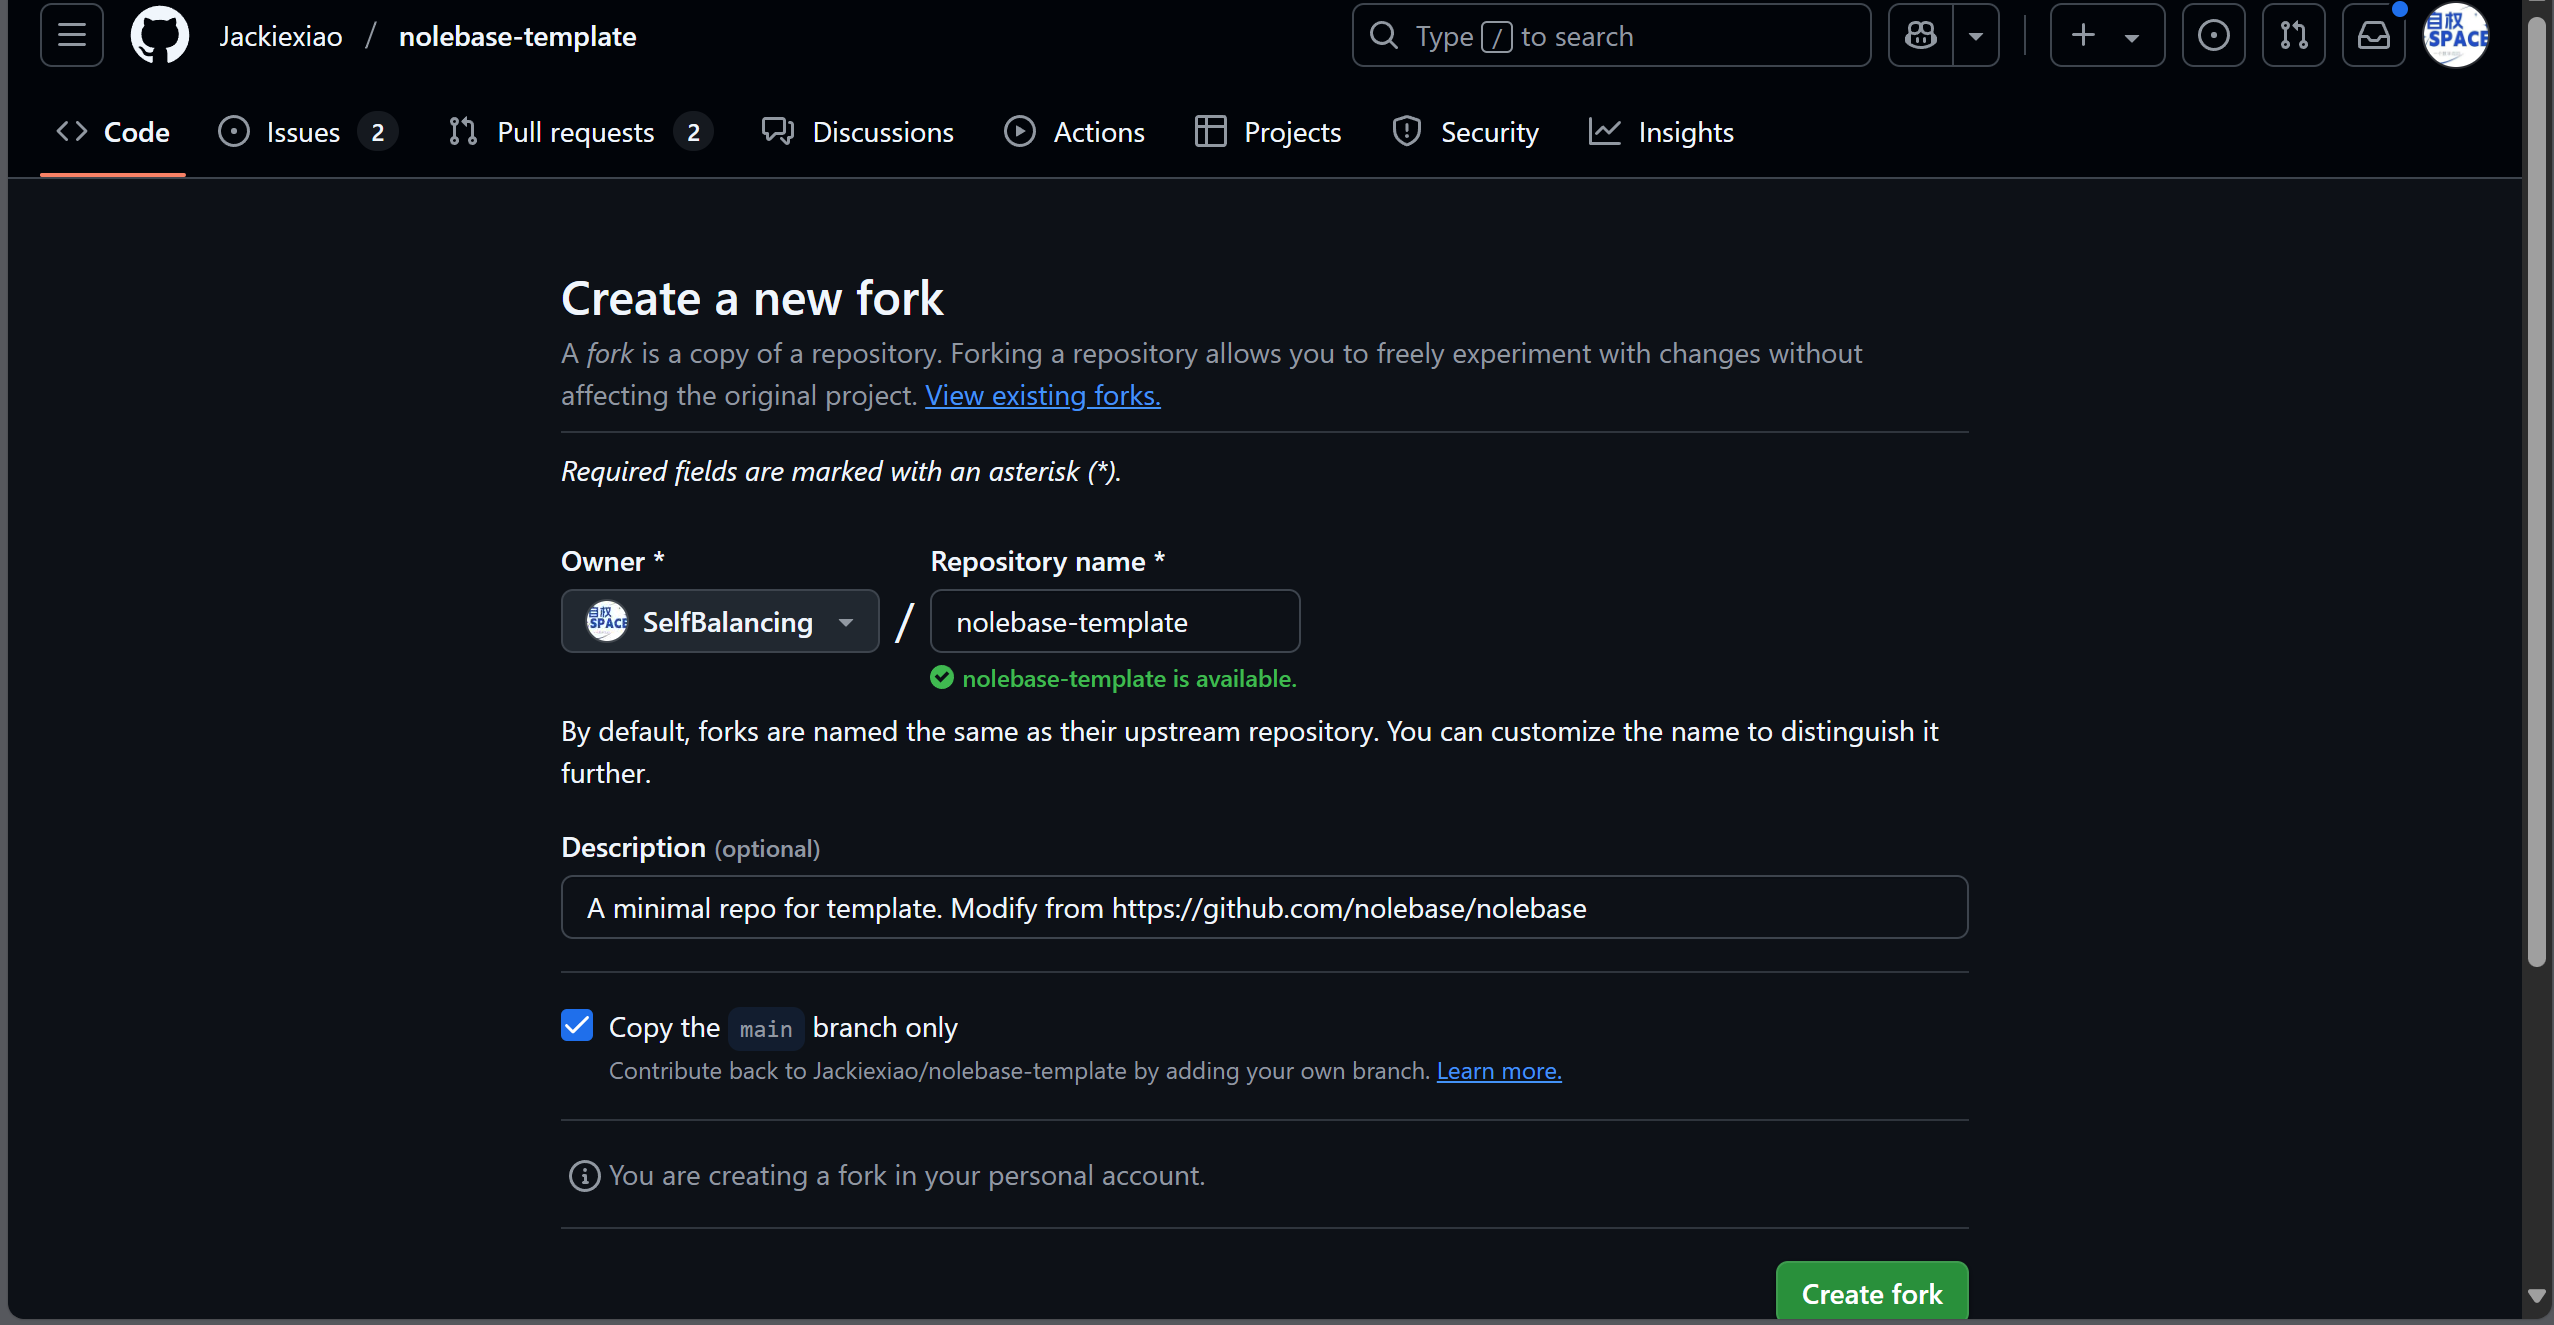 Jackiexiao / nolebase-template
Type / to search
自权
SPACE
Code
Issues 2
Pull requests 2
Discussions
Actions
Projects
Security
Insights
Create a new fork
A fork is a copy of a repository. Forking a repository allows you to freely experiment with changes without
affecting the original project. View existing forks.
Required fields are marked with an asterisk (*).
Owner *
Repository name *
自权
SPACE
SelfBalancing
/
nolebase-template
nolebase-template is available.
By default, forks are named the same as their upstream repository. You can customize the name to distinguish it
further.
Description (optional)
A minimal repo for template. Modify from https://github.com/nolebase/nolebase
Copy the main branch only
Contribute back to Jackiexiao/nolebase-template by adding your own branch. Learn more.
You are creating a fork in your personal account.
Create fork